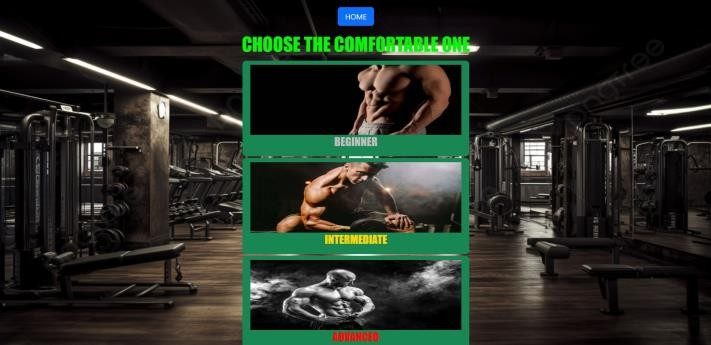 HOME
CHOOSE THE COMFORTABLE ONE
BEGINNER
INTERMEDIATE
ADVANCED